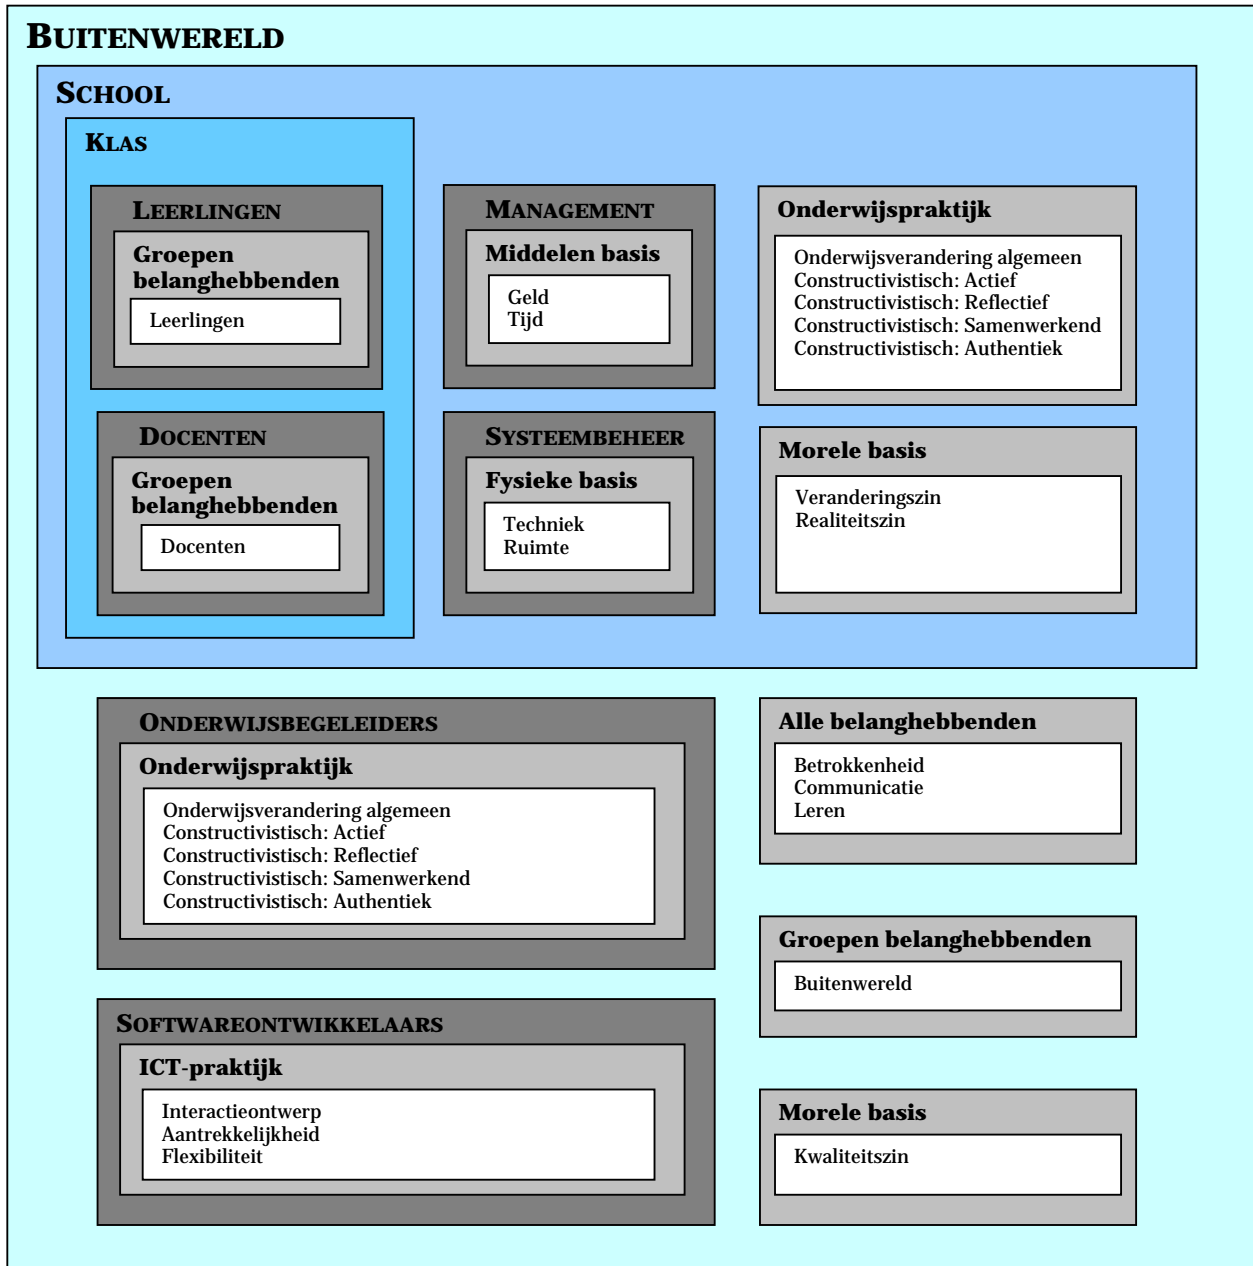 BUITENWERELD
SCHOOL
KLAS
LEERLINGEN
Groepen
belanghebbenden
Leerlingen
DOCENTEN
Groepen
belanghebbenden
Docenten
MANAGEMENT
Middelen basis
Geld
Tijd
SYSTEEMBEHEER
Fysieke basis
Techniek
Ruimte
Onderwijspraktijk
Onderwijsverandering algemeen
Constructivistisch: Actief
Constructivistisch: Reflectief
Constructivistisch: Samenwerkend
Constructivistisch: Authentiek
Morele basis
Veranderingszin
Realiteitszin
ONDERWIJSBEGELEIDERS
Onderwijspraktijk
Onderwijsverandering algemeen
Constructivistisch: Actief
Constructivistisch: Reflectief
Constructivistisch: Samenwerkend
Constructivistisch: Authentiek
SOFTWAREONTWIKKELAARS
ICT-praktijk
Interactieontwerp
Aantrekkelijkheid
Flexibiliteit
Alle belanghebbenden
Betrokkenheid
Communicatie
Leren
Groepen belanghebbenden
Buitenwereld
Morele basis
Kwaliteitszin